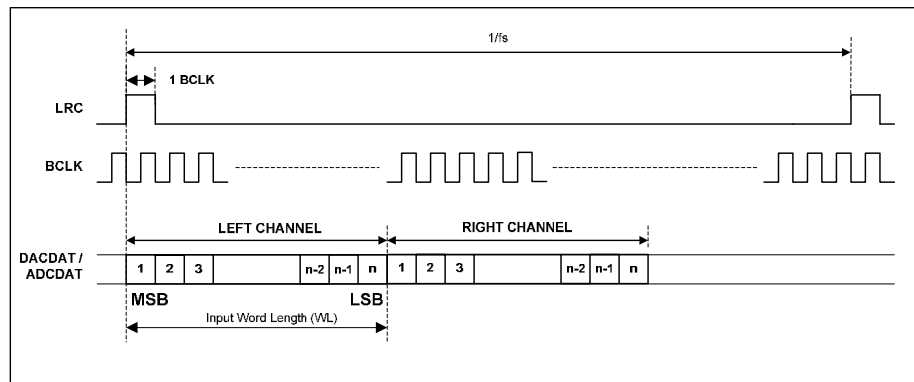 1/fs
1 BCLK
LRC
BCLK
LEFT CHANNEL RIGHT CHANNEL
DACDAT /
ADCDAT
1 2 3 n-2 n-1 n 1 2 3 n-2 n-1 n
MSB LSB
Input Word Length (WL)